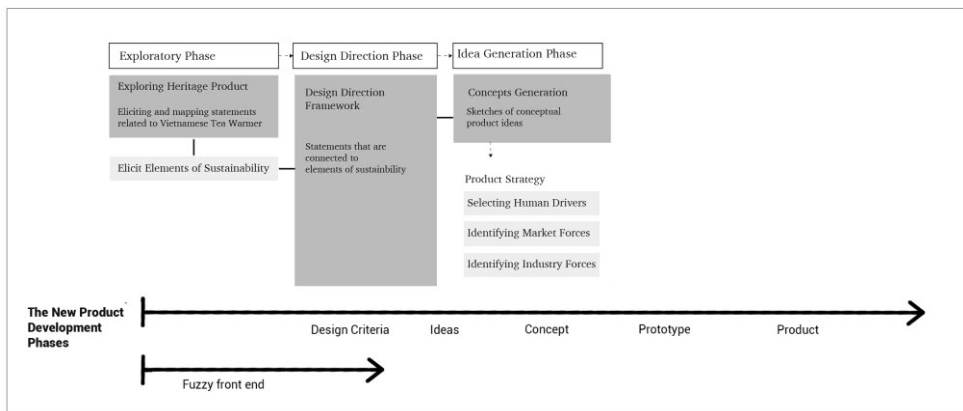 Exploratory Phase
Design Direction Phase
Idea Generation Phase
Exploring Heritage Product
Eliciting and mapping statements
related to Vietnamese Tea Warmer
Elicit Elements of Sustainability
Design Direction
Framework
Statements that are
connected to
elements of sustainbility
Concepts Generation
Sketches of conceptual
product ideas
Product Strategy
Selecting Human Drivers
Identifying Market Forces
Identifying Industry Forces
The New Product
Development
Phases
Design Criteria
Ideas
Concept
Prototype
Product
Fuzzy front end